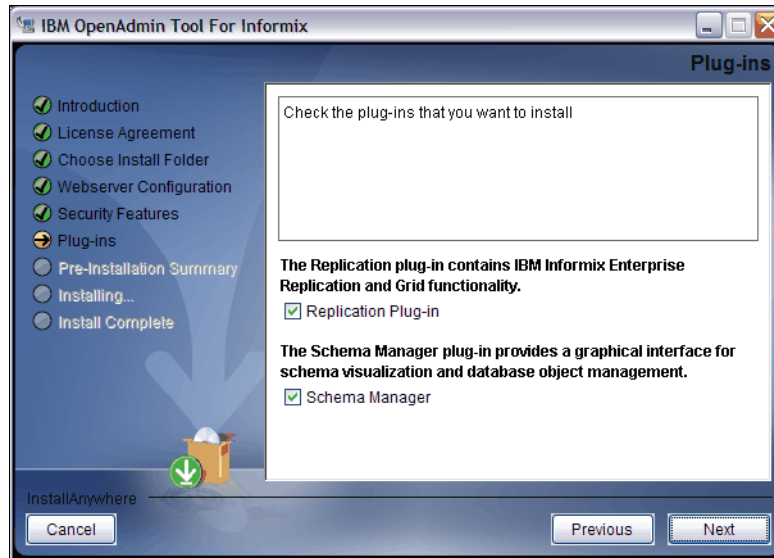 IBM OpenAdmin Tool For Informix
Plug-ins
Introduction
License Agreement
Choose Install Folder
Webserver Configuration
Security Features
Plug-ins
Pre-Installation Summary
Installing...
Install Complete
Check the plug-ins that you want to install
The Replication plug-in contains IBM Informix Enterprise
Replication and Grid functionality.
Replication Plug-in
The Schema Manager plug-in provides a graphical interface for
schema visualization and database object management.
Schema Manager
InstallAnywhere
Cancel
Previous
Next